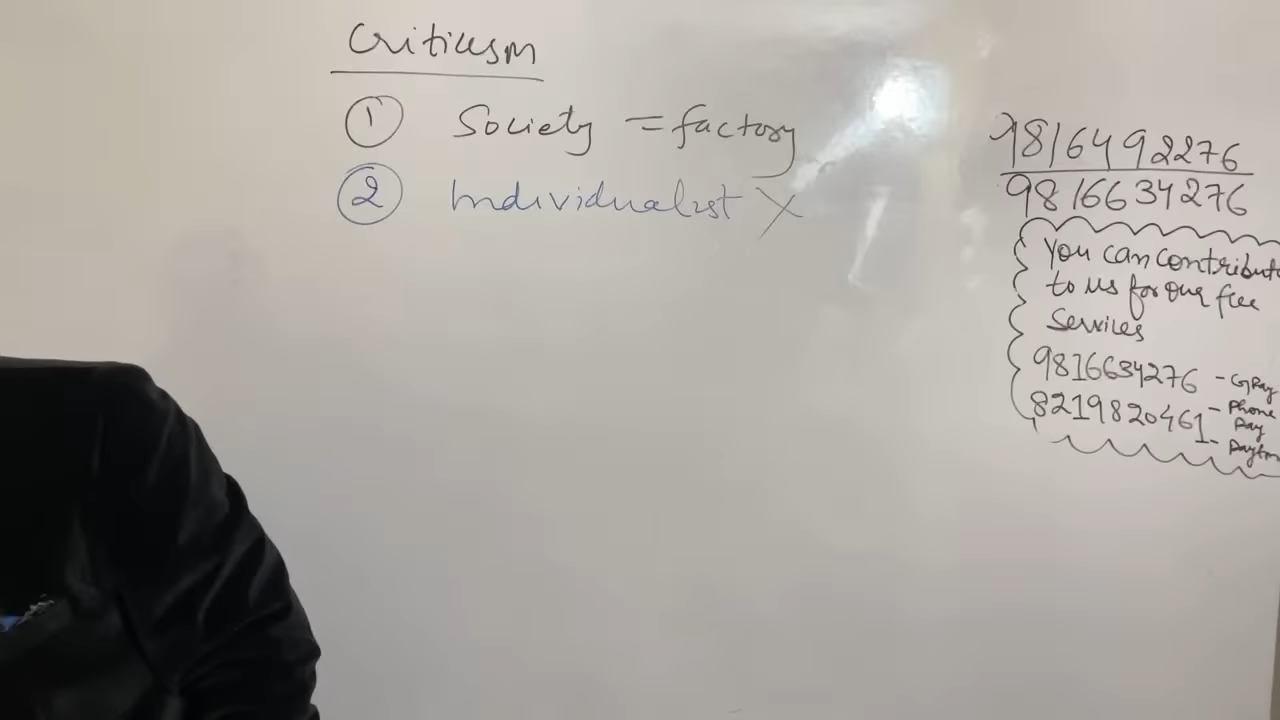 Criticism
① Society = factory
② Individualist X
9816492276
9816634276
You can contribute
to us for our free
Services
9816634276 - GPay
8219820461 - Phone
Pay
- Paytm